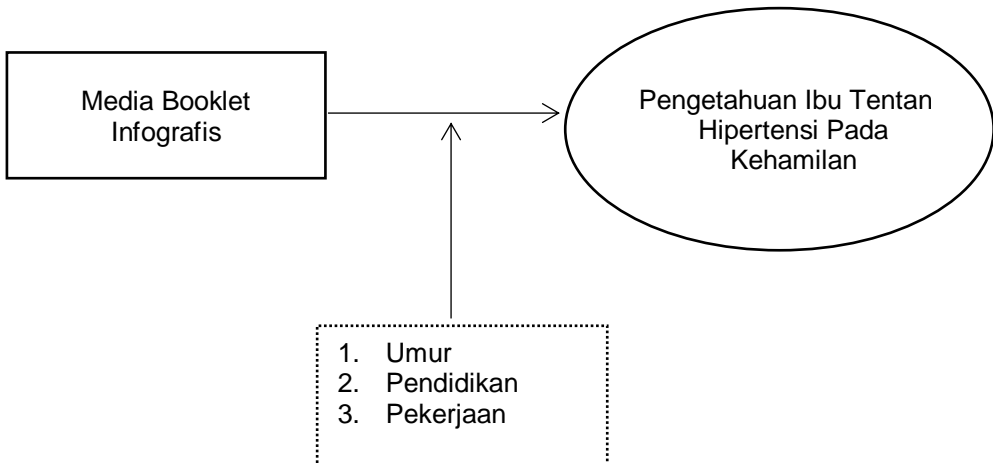 Media Booklet
Infografis
Pengetahuan Ibu Tentan
Hipertensi Pada
Kehamilan
1. Umur
2. Pendidikan
3. Pekerjaan